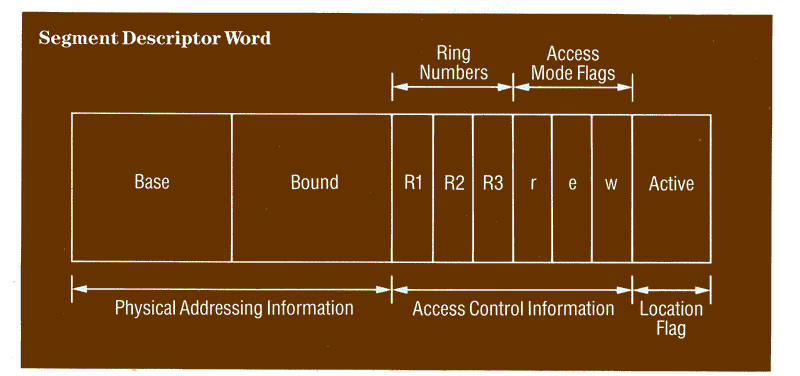 Segment Descriptor Word
Ring
Numbers
Access
Mode Flags
Base
Bound
R1
R2
R3
r
e
w
Active
Physical Addressing Information
Access Control Information
Location
Flag